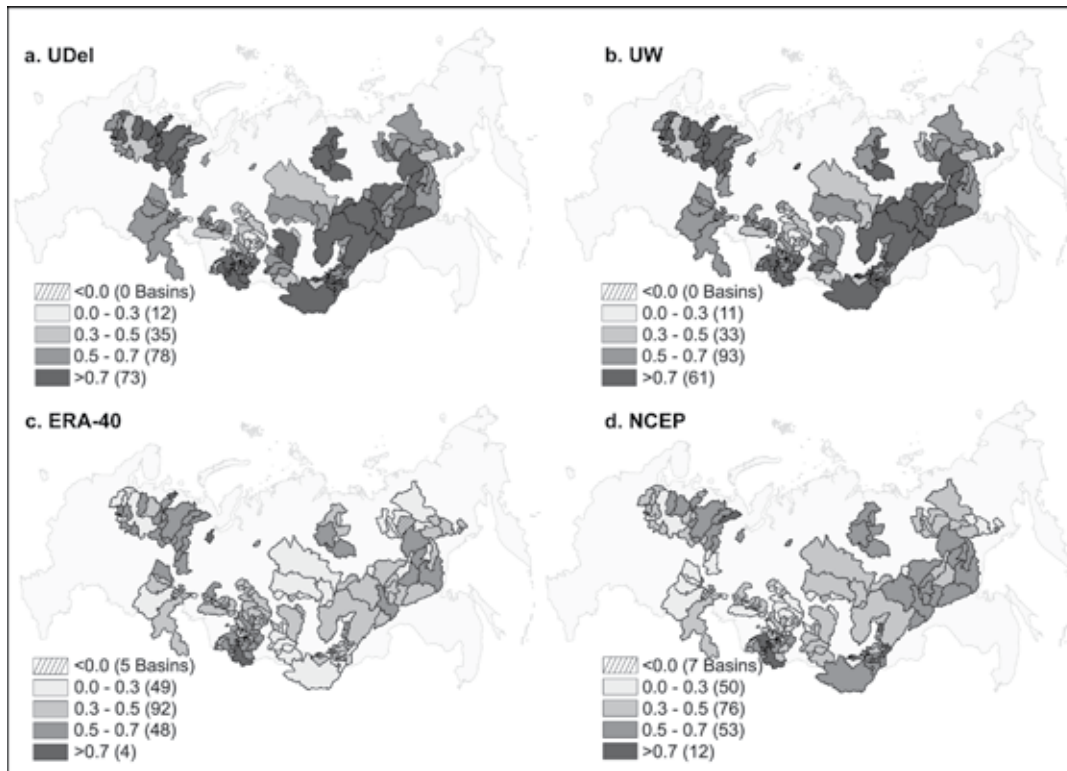 a. UDel
<0.0 (0 Basins)
0.0 - 0.3 (12)
0.3 - 0.5 (35)
0.5 - 0.7 (78)
>0.7 (73)
b. UW
<0.0 (0 Basins)
0.0 - 0.3 (11)
0.3 - 0.5 (33)
0.5 - 0.7 (93)
>0.7 (61)
c. ERA-40
<0.0 (5 Basins)
0.0 - 0.3 (49)
0.3 - 0.5 (92)
0.5 - 0.7 (48)
>0.7 (4)
d. NCEP
<0.0 (7 Basins)
0.0 - 0.3 (50)
0.3 - 0.5 (76)
0.5 - 0.7 (53)
>0.7 (12)